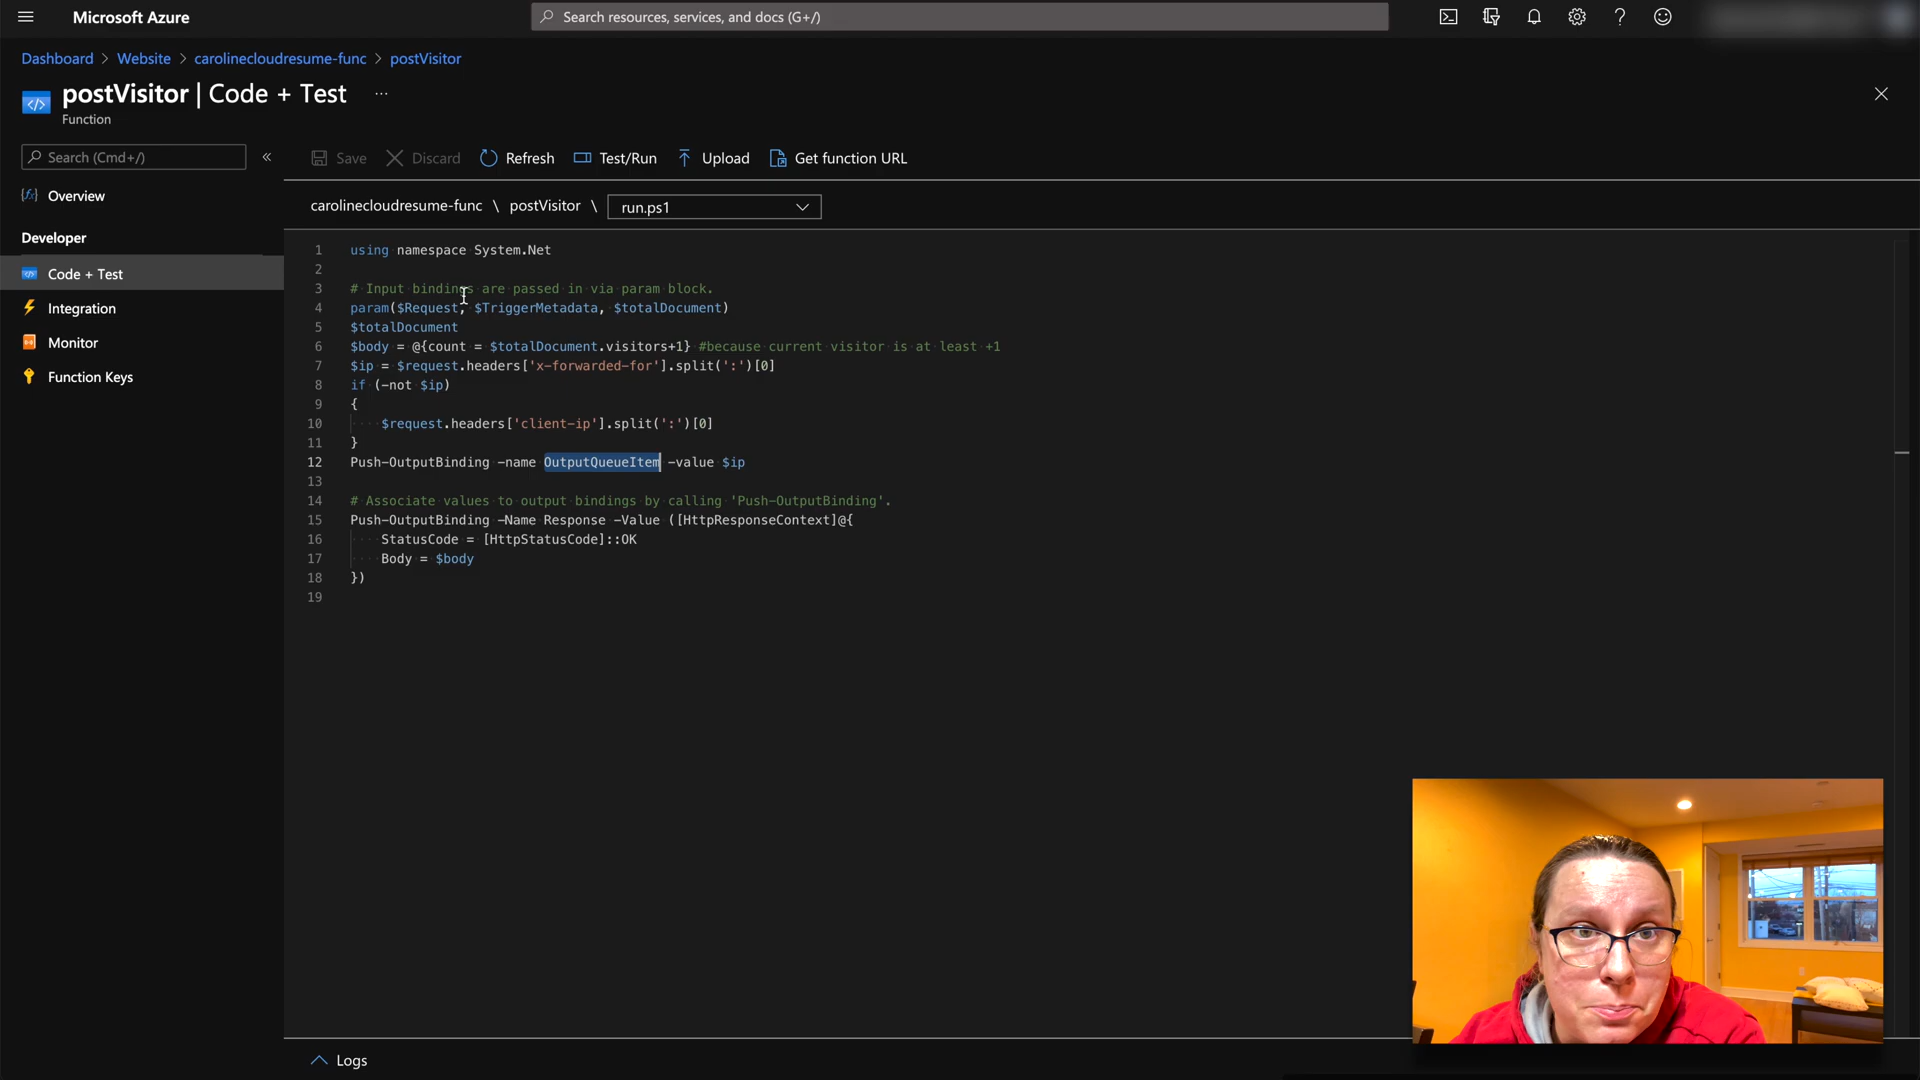 Microsoft Azure
Search resources, services, and docs (G+/)
Dashboard > Website > carolinecloudresume-func > postVisitor
postVisitor | Code + Test ...
Function
Search (Cmd+/)
«
Save Discard Refresh Test/Run Upload Get function URL
Overview
Developer
Code + Test
Integration
Monitor
Function Keys
carolinecloudresume-func \ postVisitor \ run.ps1
1 using namespace System.Net
2
3 # Input bindings are passed in via param block.
4 param($Request, $TriggerMetadata, $totalDocument)
5 $totalDocument
6 $body = @{count = $totalDocument.visitors+1} #because current visitor is at least +1
7 $ip = $request.headers['x-forwarded-for'].split(':')[0]
8 if (-not $ip)
9 {
10 $request.headers['client-ip'].split(':')[0]
11 }
12 Push-OutputBinding -name OutputQueueItem -value $ip
13
14 # Associate values to output bindings by calling 'Push-OutputBinding'.
15 Push-OutputBinding -Name Response -Value ([HttpResponseContext]@{
16 StatusCode = [HttpStatusCode]::OK
17 Body = $body
18 })
19
Logs